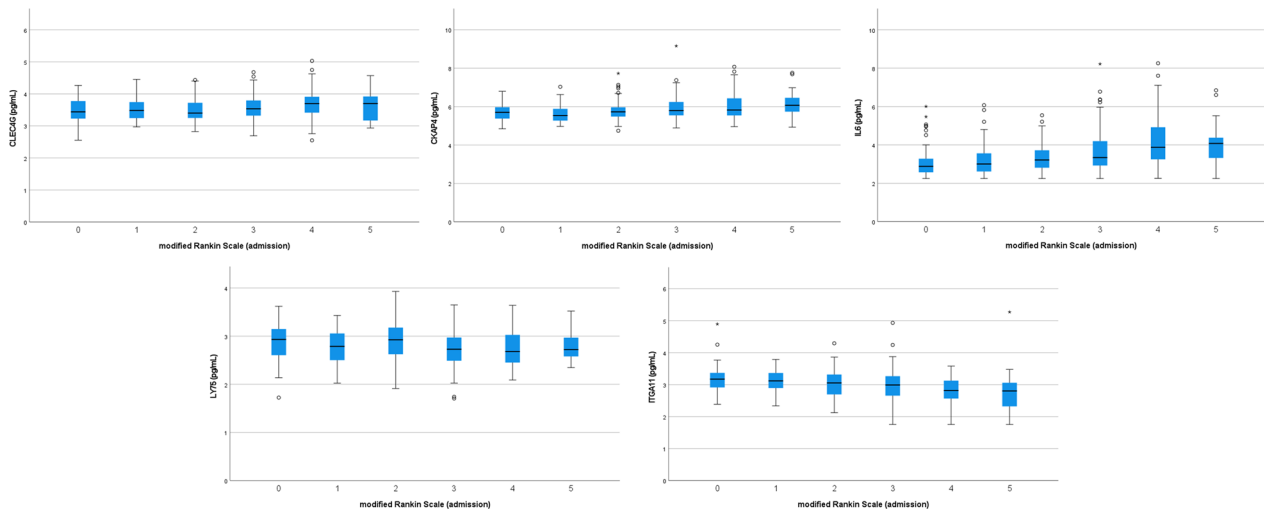 CLEC4G (pg/mL)
6
5
4
3
2
1
0
0 1 2 3 4 5
modified Rankin Scale (admission)
CKAP4 (pg/mL)
10
8
6
4
2
0
0 1 2 3 4 5
modified Rankin Scale (admission)
IL6 (pg/mL)
10
8
6
4
2
0
0 1 2 3 4 5
modified Rankin Scale (admission)
LY75 (pg/mL)
4
3
2
1
0
0 1 2 3 4 5
modified Rankin Scale (admission)
ITGA11 (pg/mL)
6
5
4
3
2
1
0
0 1 2 3 4 5
modified Rankin Scale (admission)